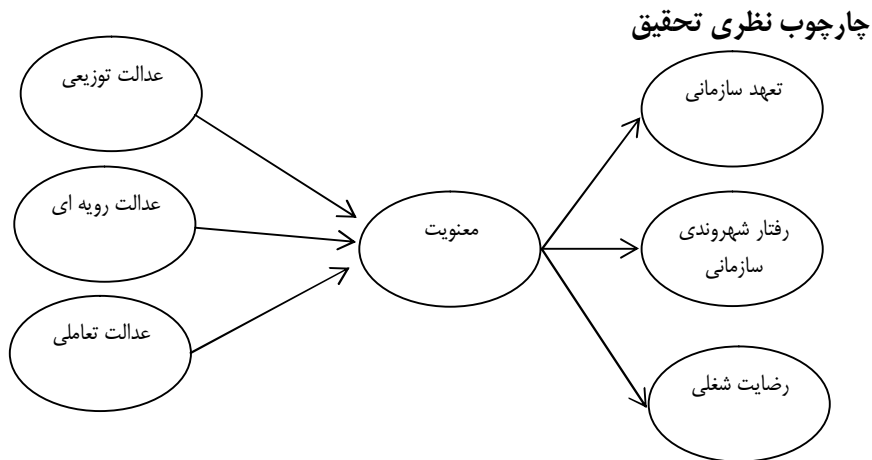 چارچوب نظری تحقیق
تعهد سازمانی
عدالت توزیعی
رفتار شهروندی
سازمانی
معنویت
عدالت رویه ای
رضایت شغلی
عدالت تعاملی